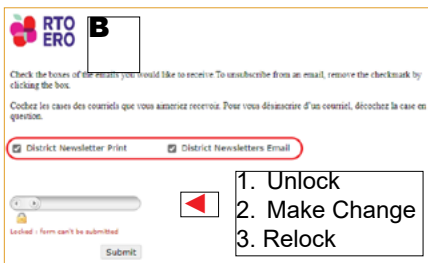 RTO
ERO
B
Check the boxes of the emails you would like to receive To unsubscribe from an email, remove the checkmark by
clicking the box.
Cochez les cases des courriels que vous aimeriez recevoir. Pour vous désinscrire d'un courriel, décochez la case en
question.
District Newsletter Print District Newsletters Email
1. Unlock
2. Make Change
3. Relock
Locked : form can't be submitted
Submit